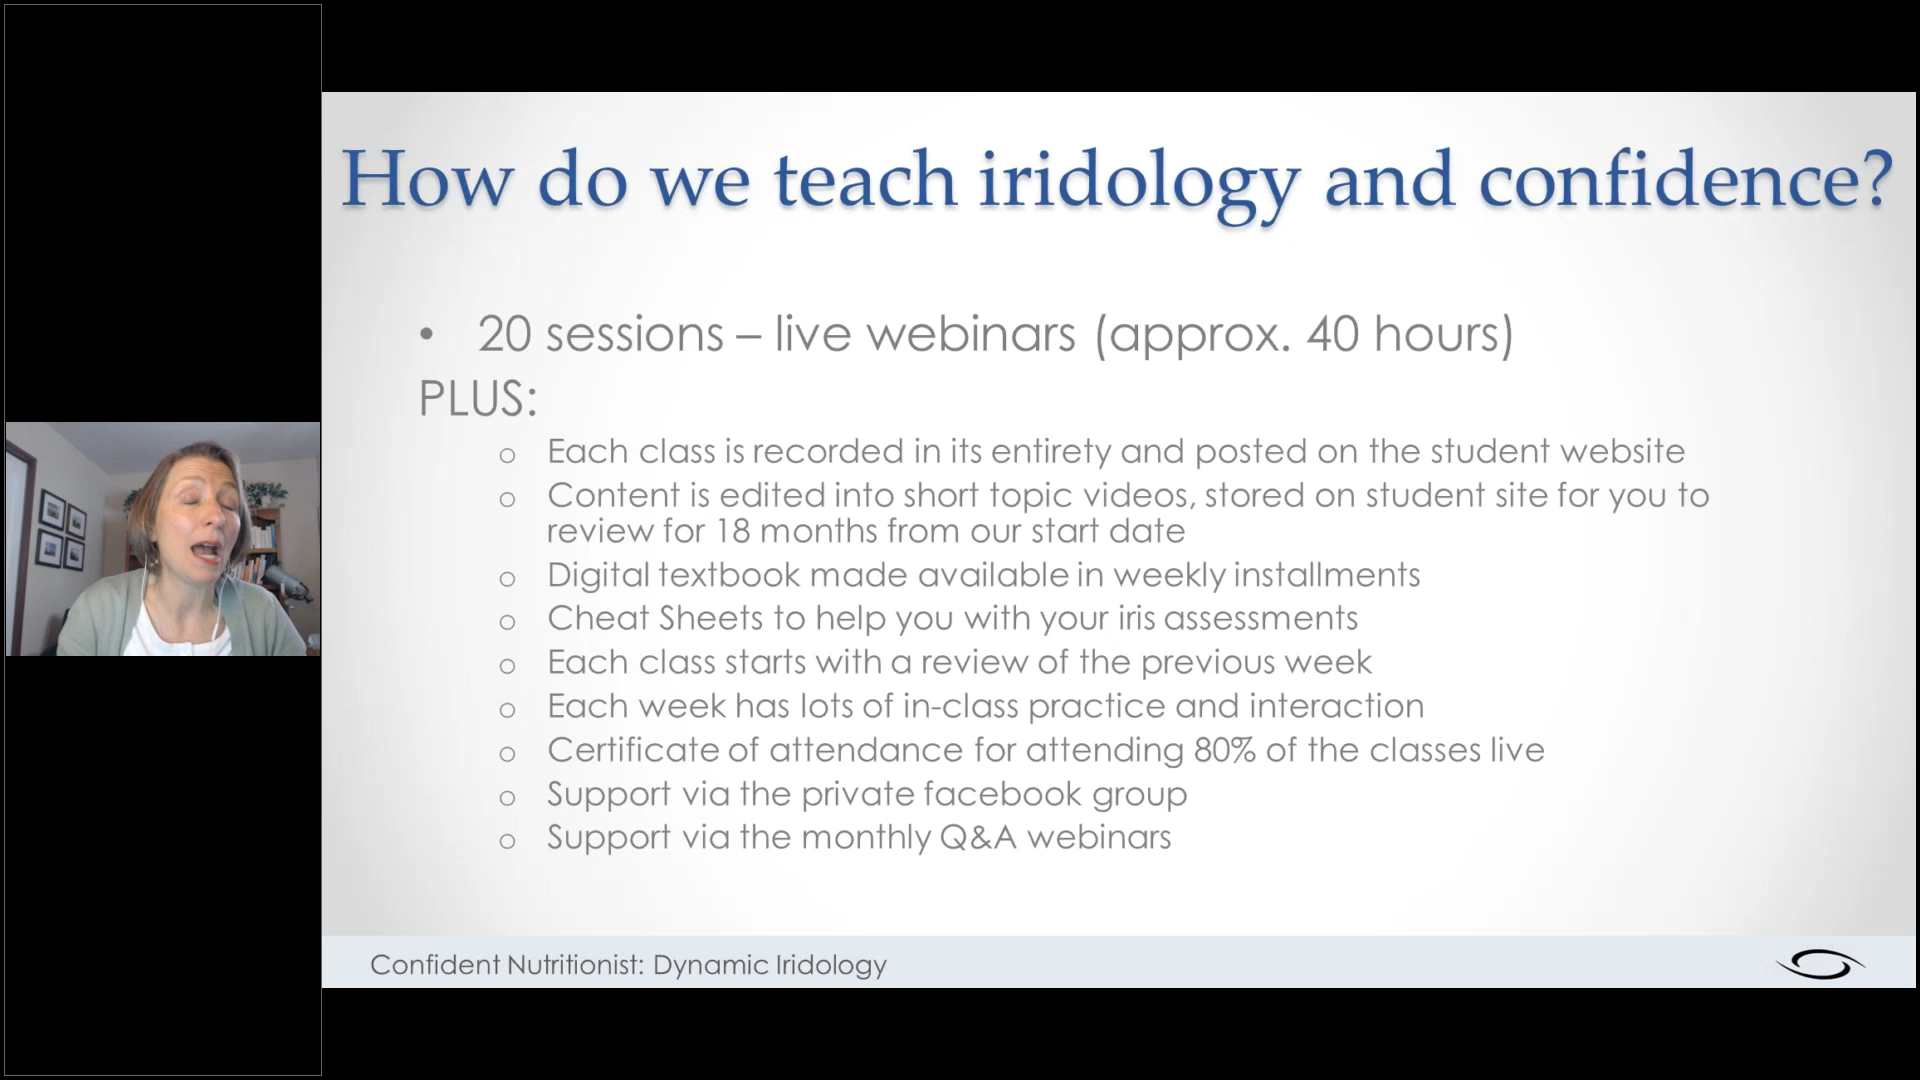 How do we teach iridology and confidence?
• 20 sessions – live webinars (approx. 40 hours)
PLUS:
o Each class is recorded in its entirety and posted on the student website
o Content is edited into short topic videos, stored on student site for you to
review for 18 months from our start date
o Digital textbook made available in weekly installments
o Cheat Sheets to help you with your iris assessments
o Each class starts with a review of the previous week
o Each week has lots of in-class practice and interaction
o Certificate of attendance for attending 80% of the classes live
o Support via the private facebook group
o Support via the monthly Q&A webinars
Confident Nutritionist: Dynamic Iridology